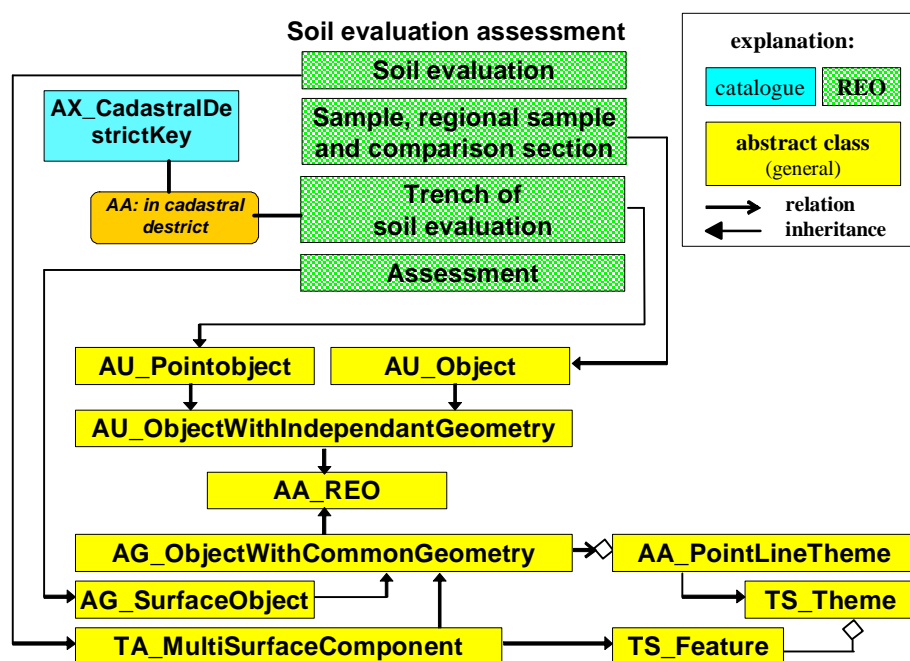 Soil evaluation assessment
Soil evaluation
AX_CadastralDe
strictKey
Sample, regional sample
and comparison section
AA: in cadastral
destrict
Trench of
soil evaluation
Assessment
explanation:
catalogue
REO
abstract class
(general)
relation
inheritance
AU_Pointobject
AU_Object
AU_ObjectWithIndependantGeometry
AA_REO
AG_ObjectWithCommonGeometry
AA_PointLineTheme
AG_SurfaceObject
TS_Theme
TA_MultiSurfaceComponent
TS_Feature